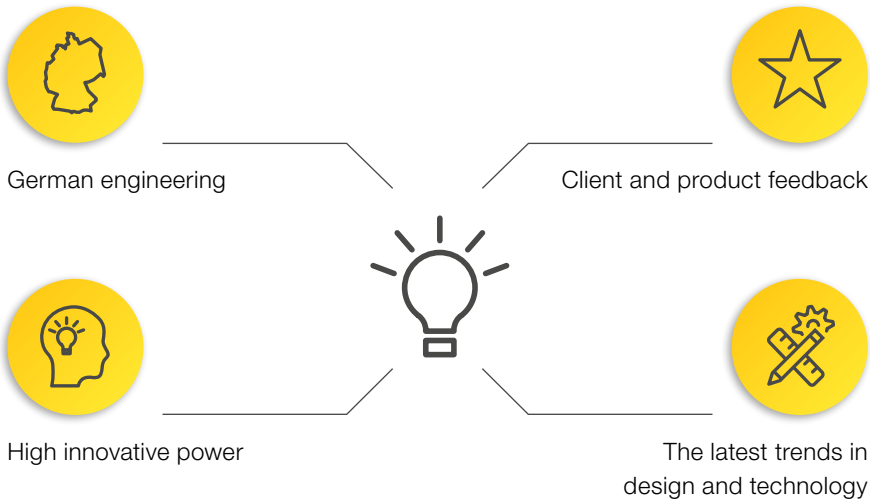 German engineering
Client and product feedback
High innovative power
The latest trends in
design and technology